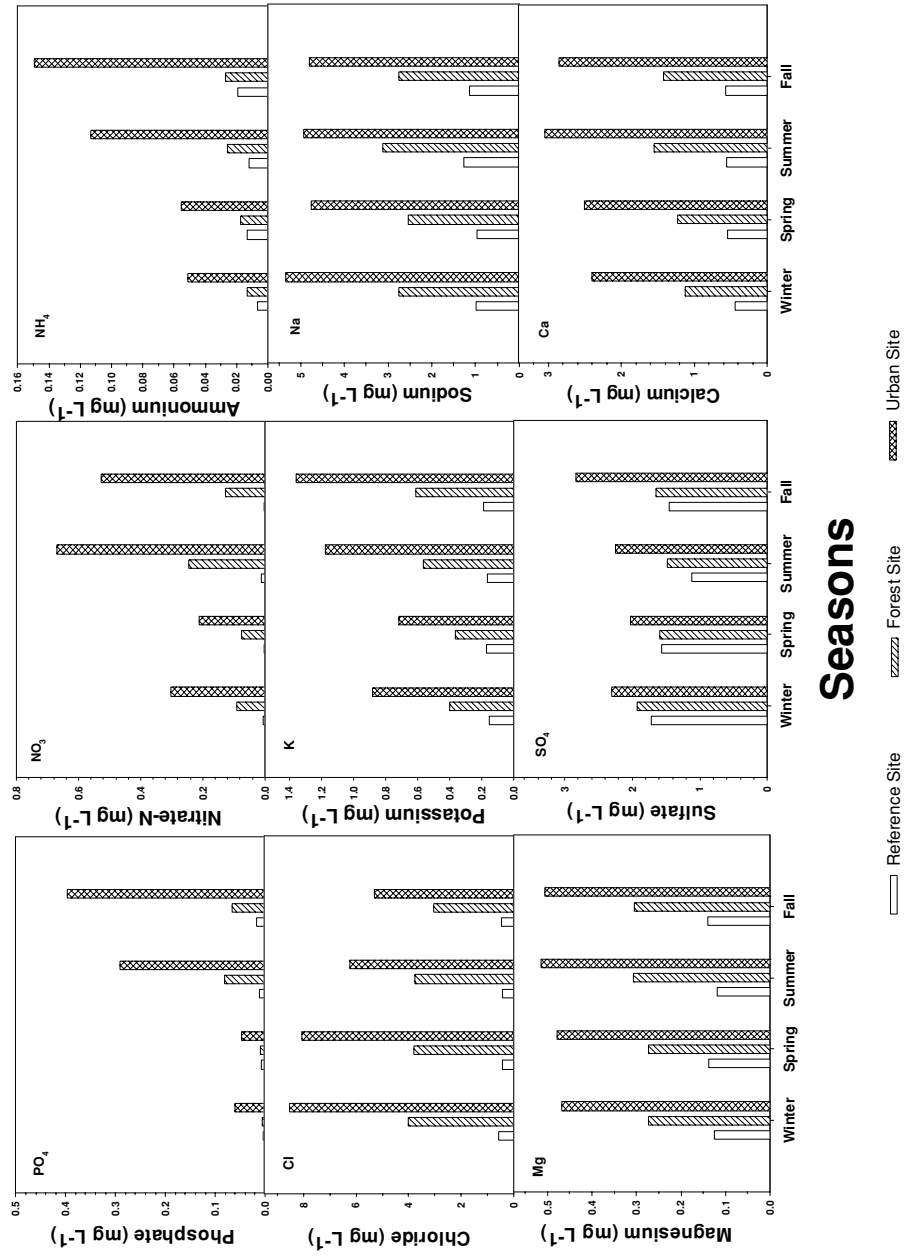 Phosphate (mg L⁻¹)
0.5
0.4
0.3
0.2
0.1
0.0
PO₄
Nitrate-N (mg L⁻¹)
0.8
0.6
0.4
0.2
0.0
NO₃
Ammonium (mg L⁻¹)
0.16
0.14
0.12
0.10
0.08
0.06
0.04
0.02
0.00
NH₄
Chloride (mg L⁻¹)
8
6
4
2
0
Cl
Potassium (mg L⁻¹)
1.4
1.2
1.0
0.8
0.6
0.4
0.2
0.0
K
Sodium (mg L⁻¹)
5
4
3
2
1
0
Na
Magnesium (mg L⁻¹)
0.5
0.4
0.3
0.2
0.1
0.0
Mg
Winter Spring Summer Fall
Sulfate (mg L⁻¹)
3
2
1
0
SO₄
Winter Spring Summer Fall
Calcium (mg L⁻¹)
3
2
1
0
Ca
Winter Spring Summer Fall
Seasons
Reference Site Forest Site Urban Site